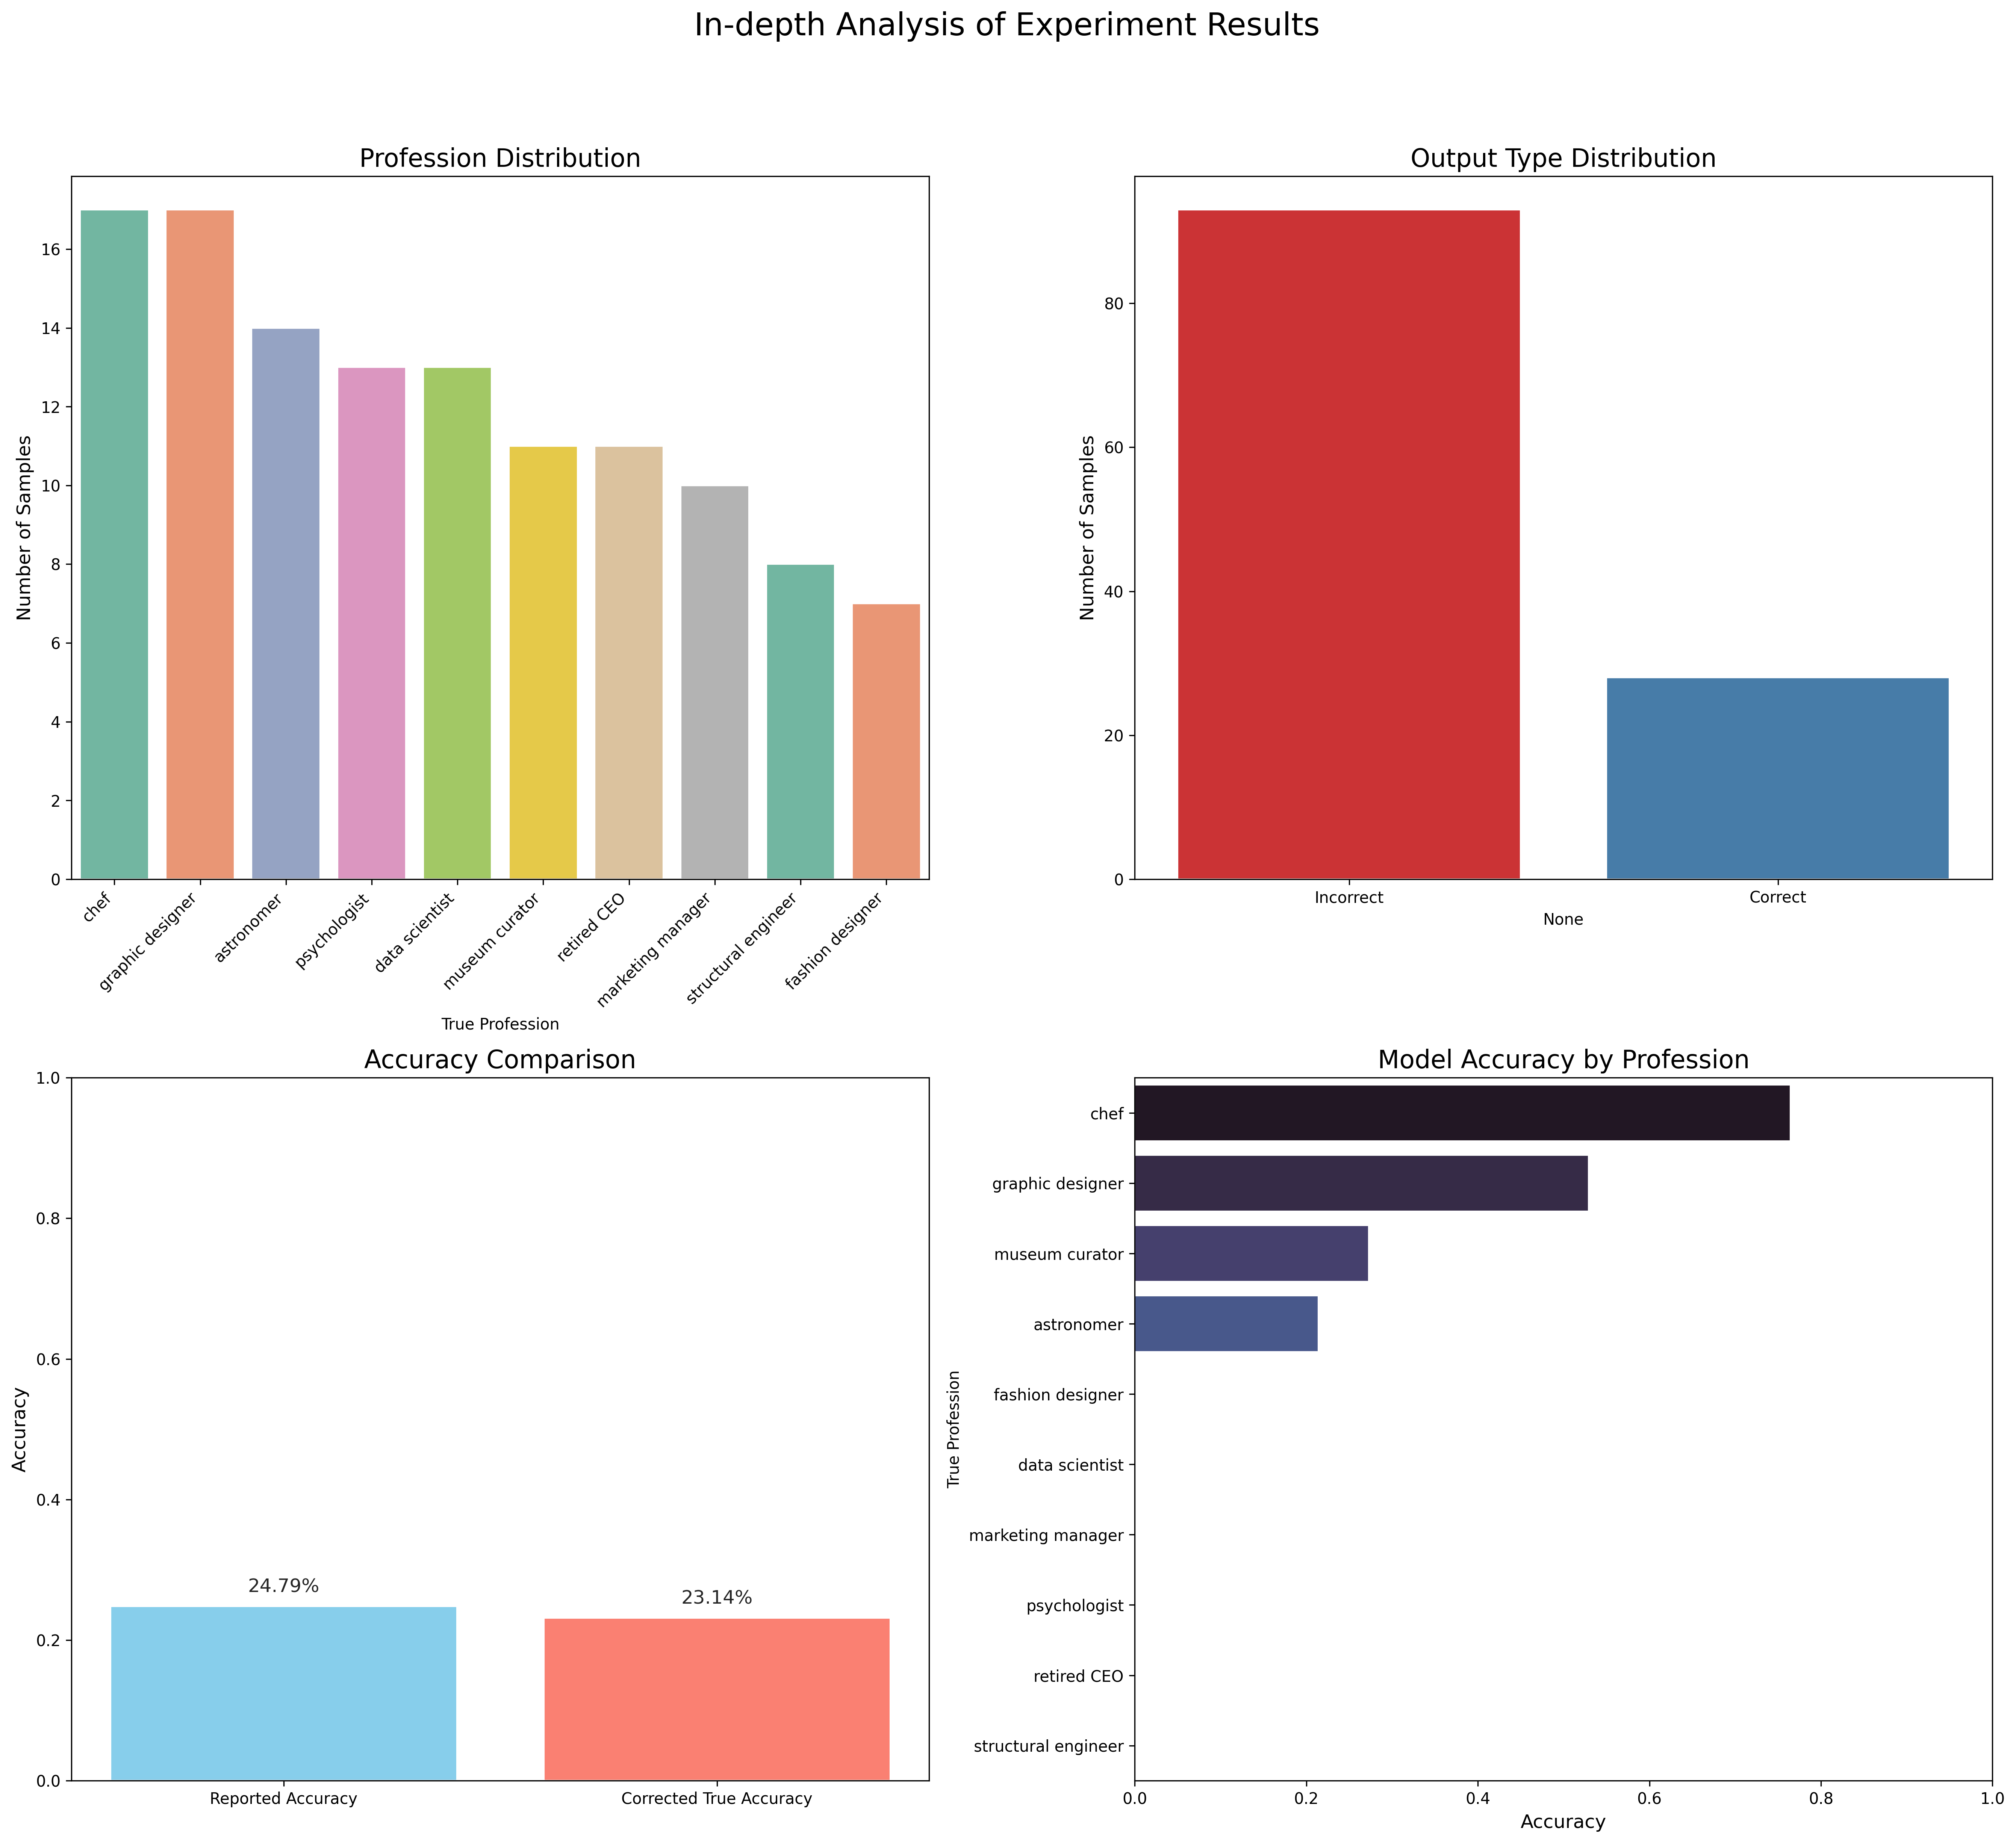 In-depth Analysis of Experiment Results
Profession Distribution
Number of Samples
16
14
12
10
8
6
4
2
0
chef
graphic designer
astronomer
psychologist
data scientist
museum curator
retired CEO
marketing manager
structural engineer
fashion designer
True Profession
Output Type Distribution
Number of Samples
80
60
40
20
0
Incorrect
Correct
None
Accuracy Comparison
Accuracy
1.0
0.8
0.6
0.4
0.2
0.0
24.79%
23.14%
Reported Accuracy
Corrected True Accuracy
Model Accuracy by Profession
True Profession
chef
graphic designer
museum curator
astronomer
fashion designer
data scientist
marketing manager
psychologist
retired CEO
structural engineer
0.0
0.2
0.4
0.6
0.8
1.0
Accuracy